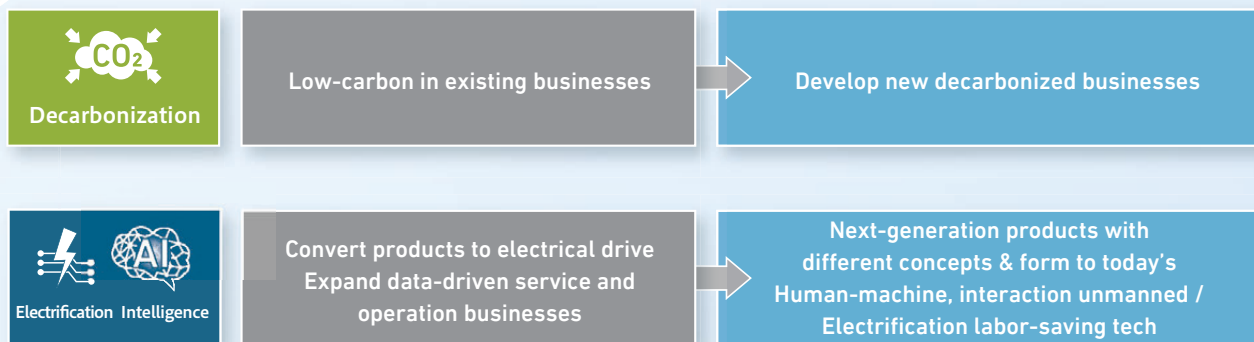 CO2
Decarbonization
Low-carbon in existing businesses
Develop new decarbonized businesses
AI
Electrification Intelligence
Convert products to electrical drive
Expand data-driven service and
operation businesses
Next-generation products with
different concepts & form to today's
Human-machine, interaction unmanned /
Electrification labor-saving tech